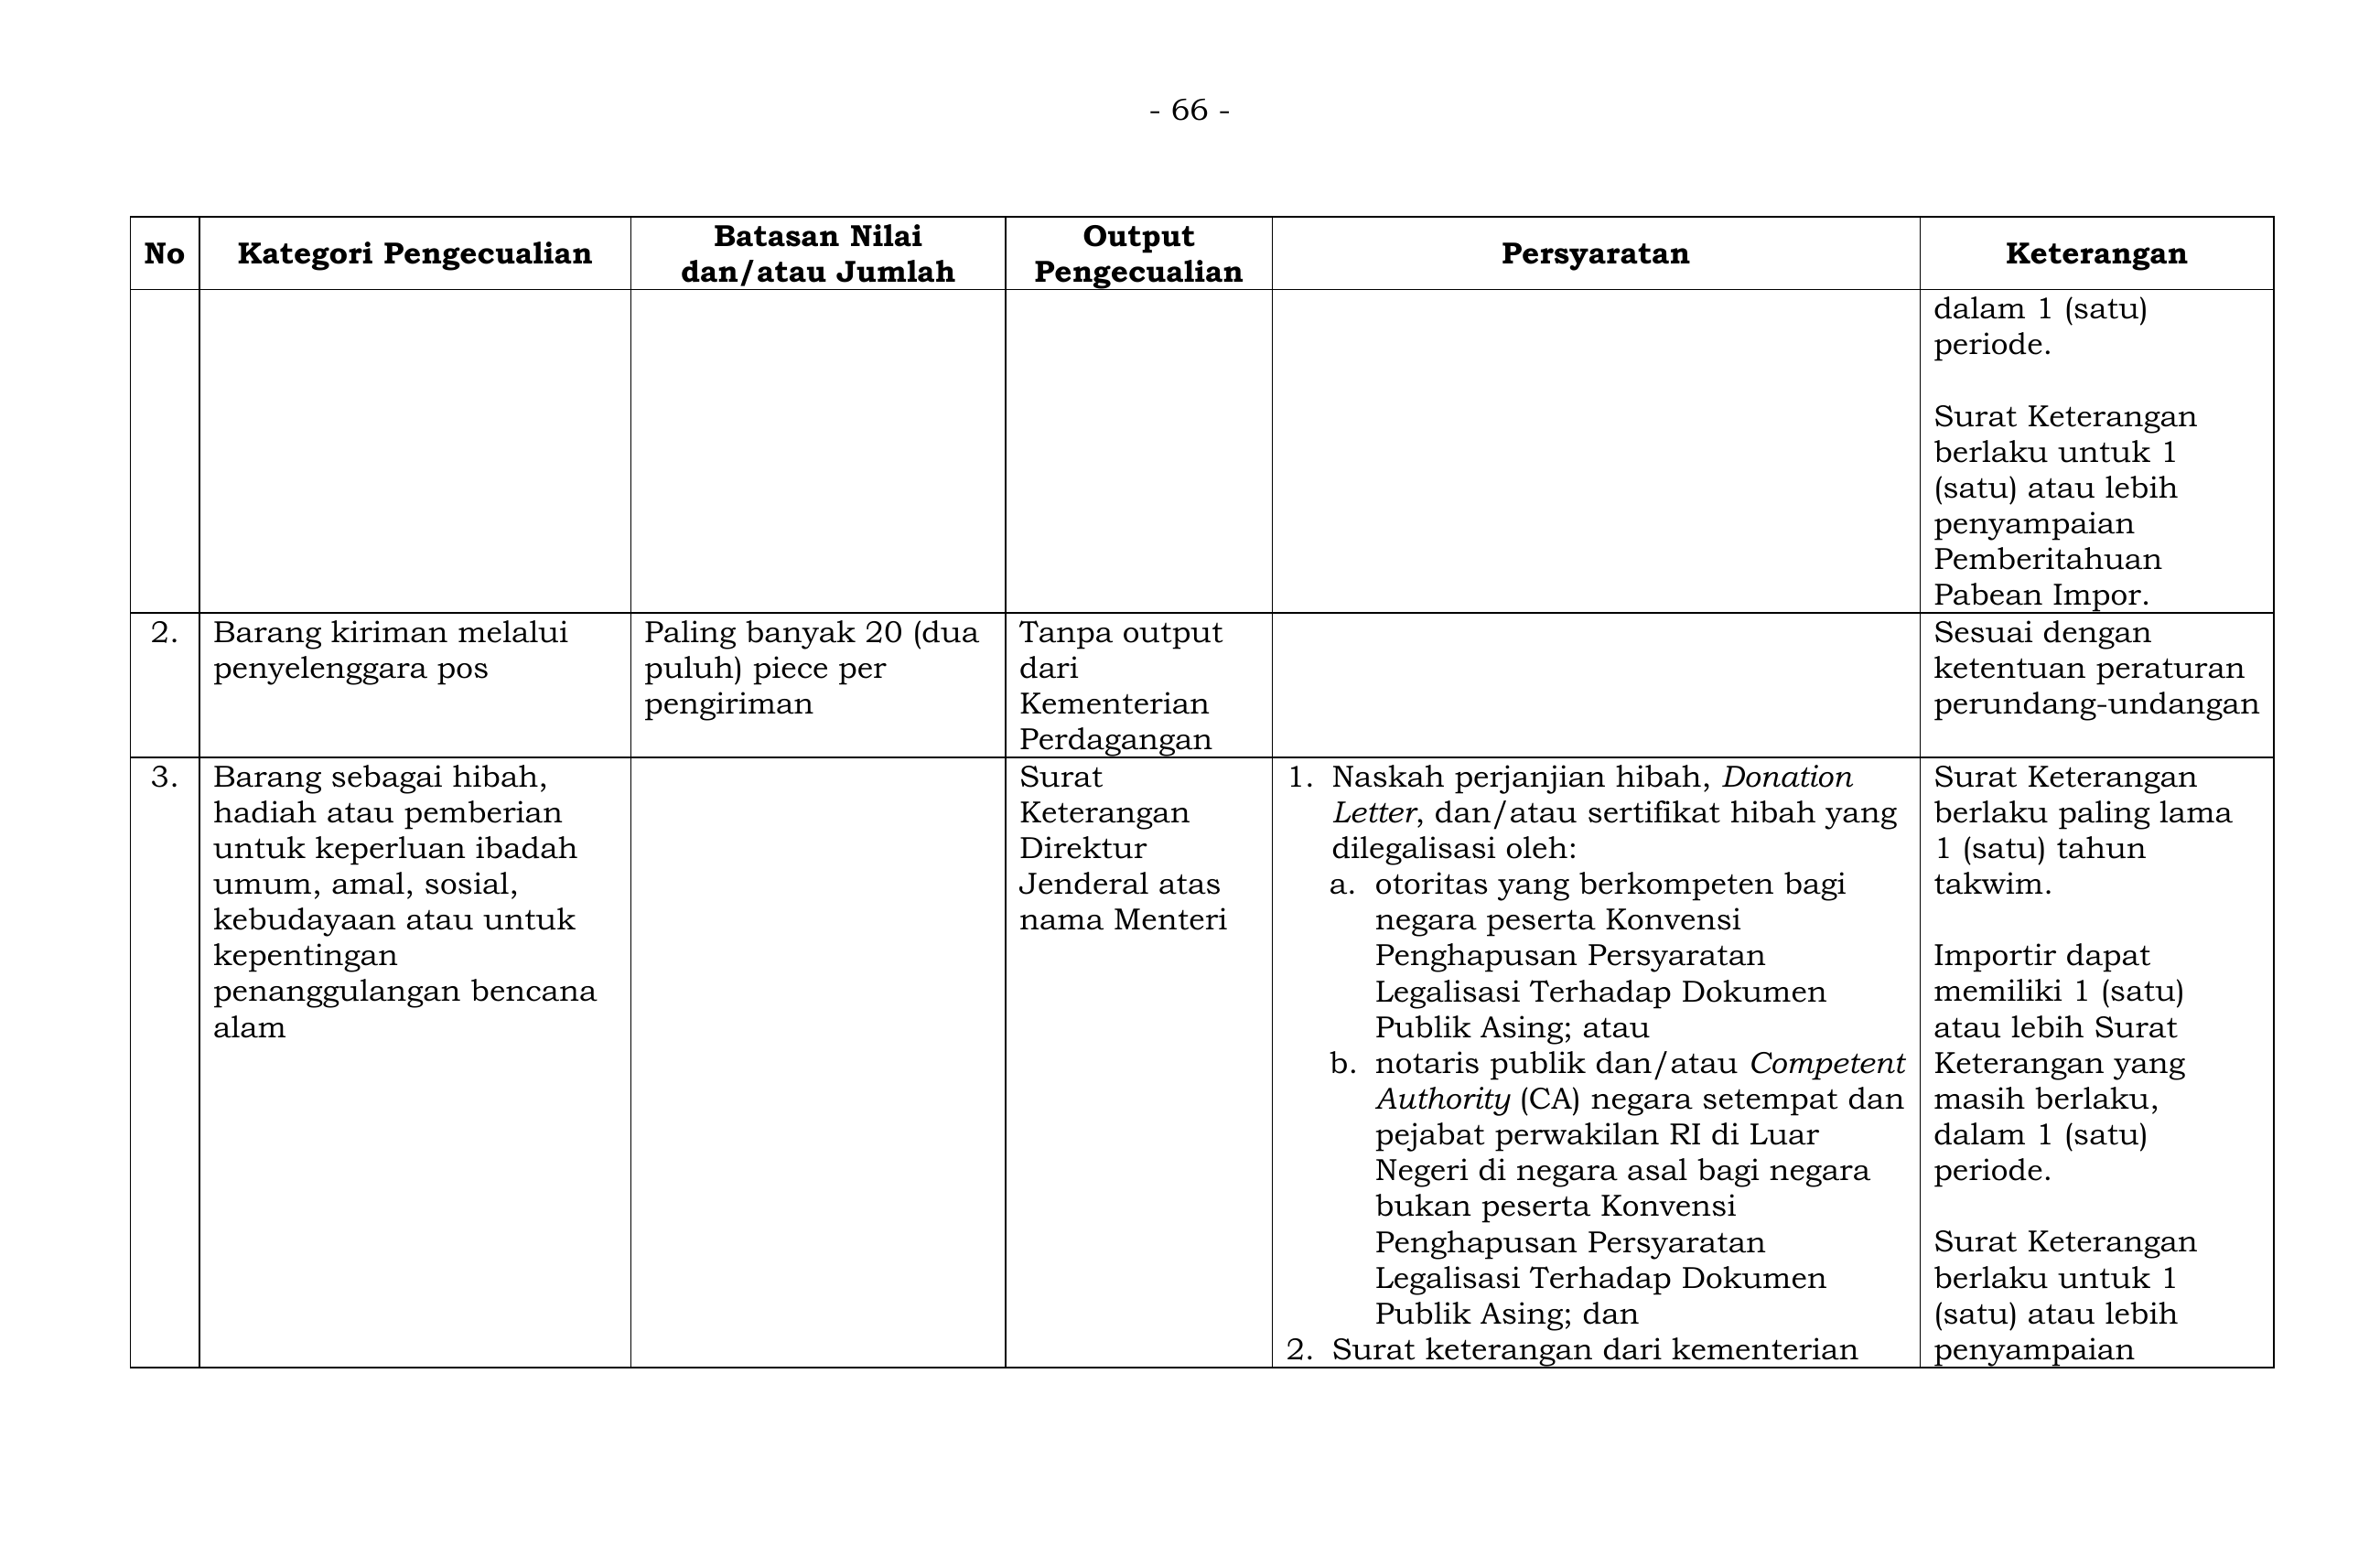 - 66 -
No
Kategori Pengecualian
Batasan Nilai
dan/atau Jumlah
Output
Pengecualian
Persyaratan
Keterangan
dalam 1 (satu)
periode.
Surat Keterangan
berlaku untuk 1
(satu) atau lebih
penyampaian
Pemberitahuan
Pabean Impor.
2.
Barang kiriman melalui
penyelenggara pos
Paling banyak 20 (dua
puluh) piece per
pengiriman
Tanpa output
dari
Kementerian
Perdagangan
Sesuai dengan
ketentuan peraturan
perundang-undangan
3.
Barang sebagai hibah,
hadiah atau pemberian
untuk keperluan ibadah
umum, amal, sosial,
kebudayaan atau untuk
kepentingan
penanggulangan bencana
alam
Surat
Keterangan
Direktur
Jenderal atas
nama Menteri
1. Naskah perjanjian hibah, Donation
Letter, dan/atau sertifikat hibah yang
dilegalisasi oleh:
a. otoritas yang berkompeten bagi
negara peserta Konvensi
Penghapusan Persyaratan
Legalisasi Terhadap Dokumen
Publik Asing; atau
b. notaris publik dan/atau Competent
Authority (CA) negara setempat dan
pejabat perwakilan RI di Luar
Negeri di negara asal bagi negara
bukan peserta Konvensi
Penghapusan Persyaratan
Legalisasi Terhadap Dokumen
Publik Asing; dan
2. Surat keterangan dari kementerian
Surat Keterangan
berlaku paling lama
1 (satu) tahun
takwim.
Importir dapat
memiliki 1 (satu)
atau lebih Surat
Keterangan yang
masih berlaku,
dalam 1 (satu)
periode.
Surat Keterangan
berlaku untuk 1
(satu) atau lebih
penyampaian